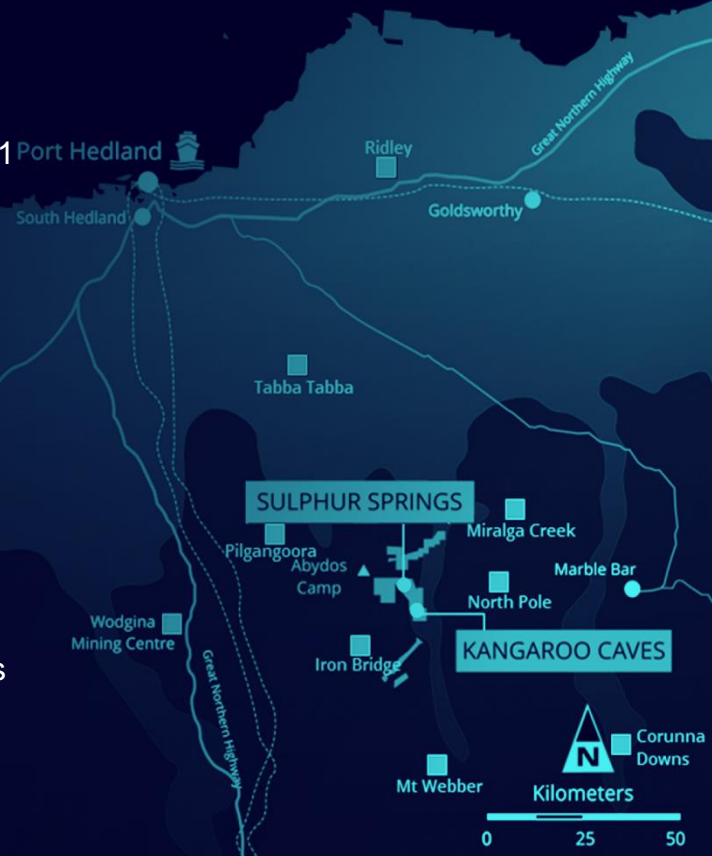 Great Northern Highway
1
Port Hedland
Ridley
South Hedland
Goldsworthy
Tabba Tabba
SULPHUR SPRINGS
Miralga Creek
Pilgangoora
Abydos
Camp
Marble Bar
North Pole
Wodgina
Mining Centre
KANGAROO CAVES
Iron Bridge
s
Great Northern Highway
N
Corunna
Downs
Mt Webber
Kilometers
0 25 50